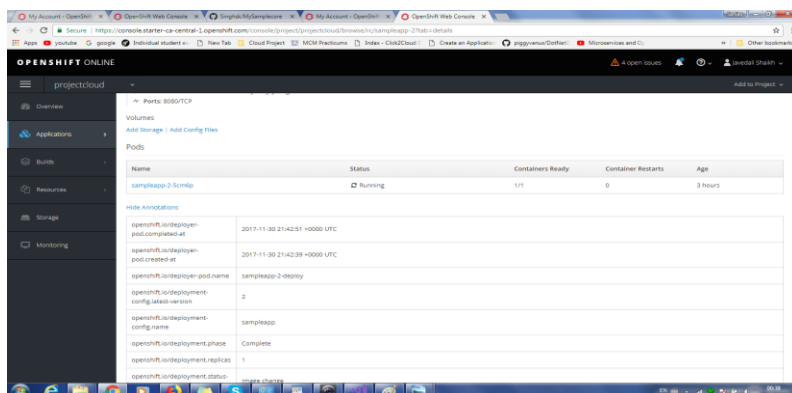 My Account - OpenShift
OpenShift Web Console
Singhsk/MySamplecore
My Account - OpenShift
OpenShift Web Console
Secure | https://console.starter-ca-central-1.openshift.com/console/project/projectcloud/browse/rc/sampleapp-2?tab=details
Apps youtube google Individual student e New Tab Cloud Project MCM Practicums Index - Click2Cloud Create an Applicatio piggyvenus/DotNet Microservices and Other bookmarks
OPENSHIFT ONLINE
4 open issues
Javedali Shaikh
projectcloud
Add to Project
Overview
Applications
Builds
Resources
Storage
Monitoring
Ports: 8080/TCP
Volumes
Add Storage | Add Config Files
Pods
Name Status Containers Ready Container Restarts Age
sampleapp-2-5cm6p Running 1/1 0 3 hours
Hide Annotations
openshift.io/deployer-pod.completed-at 2017-11-30 21:42:51 +0000 UTC
openshift.io/deployer-pod.created-at 2017-11-30 21:42:39 +0000 UTC
openshift.io/deployer-pod.name sampleapp-2-deploy
openshift.io/deployment-config.latest-version 2
openshift.io/deployment-config.name sampleapp
openshift.io/deployment.phase Complete
openshift.io/deployment.replicas 1
openshift.io/deployment.status- image change
EN
00:38